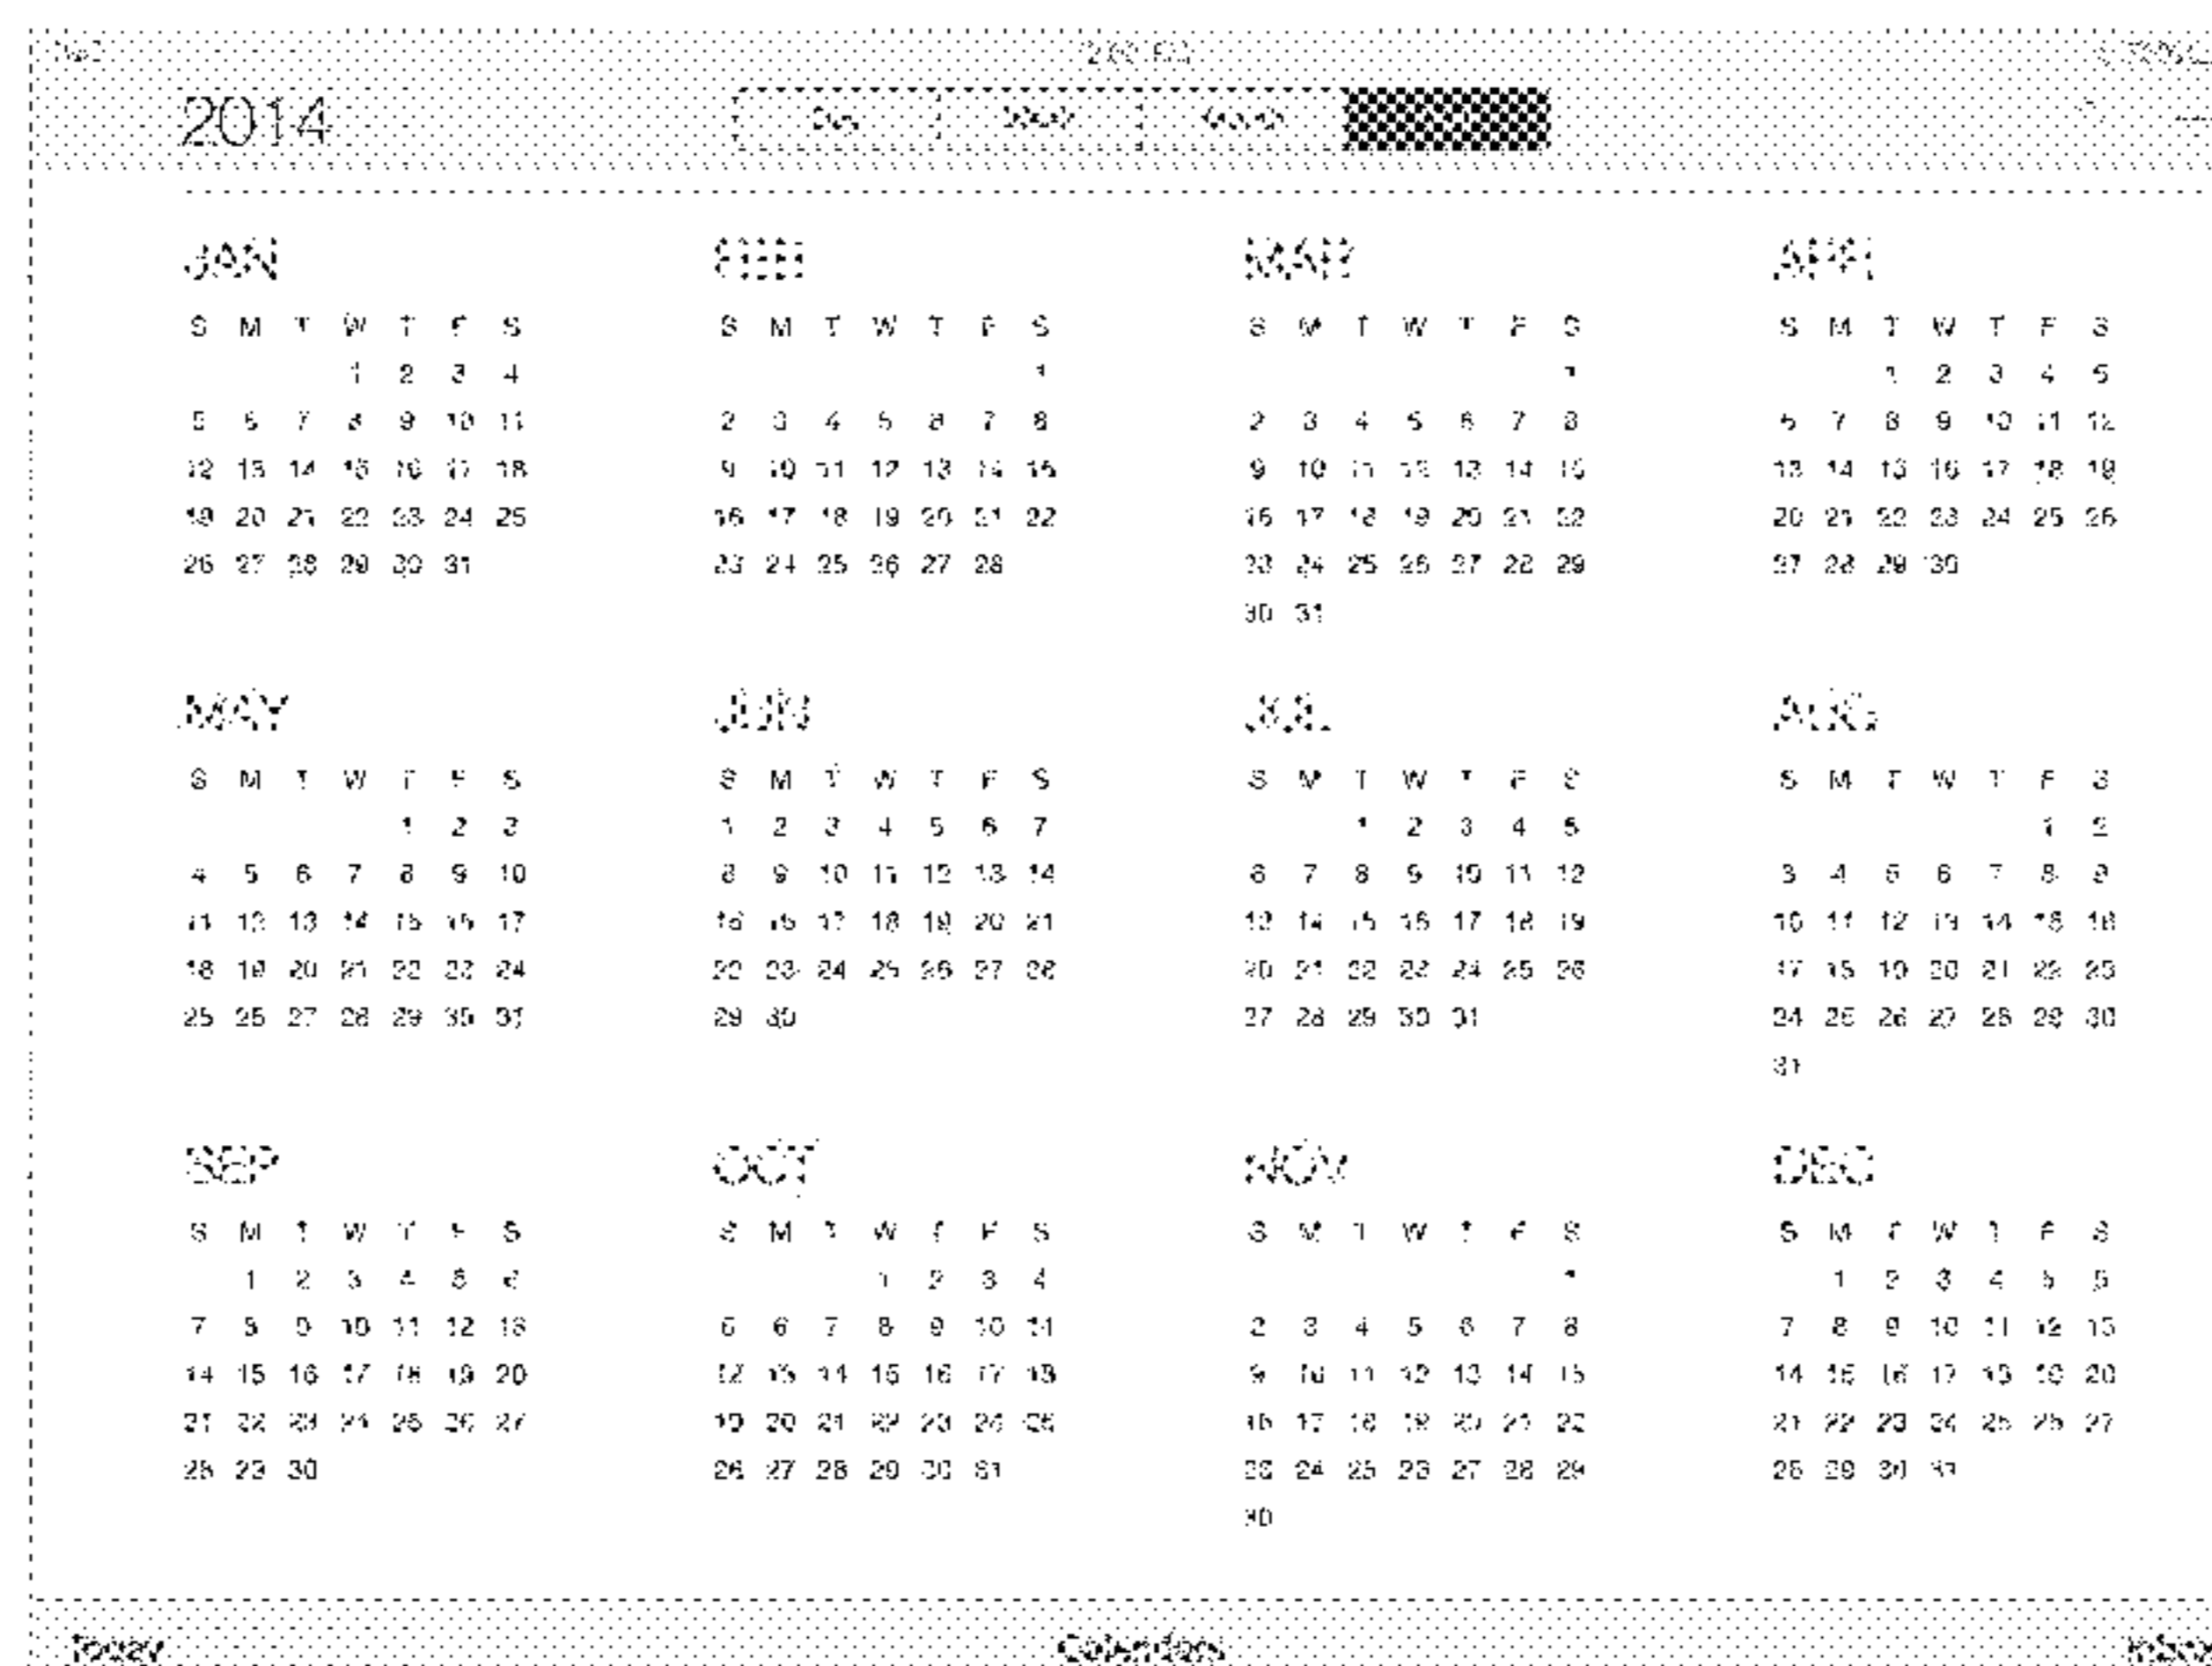 iPad
2014 Day Week Month
JAN FEB MAR APR
S M T W T F S S M T W T F S S M T W T F S S M T W T F S
1 2 3 4 1 1 1 2 3 4 5
5 6 7 8 9 10 11 2 3 4 5 6 7 8 2 3 4 5 6 7 8 6 7 8 9 10 11 12
12 13 14 15 16 17 18 9 10 11 12 13 14 15 9 10 11 12 13 14 15 13 14 15 16 17 18 19
19 20 21 22 23 24 25 16 17 18 19 20 21 22 16 17 18 19 20 21 22 20 21 22 23 24 25 26
26 27 28 29 30 31 23 24 25 26 27 28 23 24 25 26 27 28 29 27 28 29 30
30 31
MAY JUN JUL AUG
S M T W T F S S M T W T F S S M T W T F S S M T W T F S
1 2 3 1 2 3 4 5 6 7 1 2 3 4 5 1 2
4 5 6 7 8 9 10 8 9 10 11 12 13 14 6 7 8 9 10 11 12 3 4 5 6 7 8 9
11 12 13 14 15 16 17 15 16 17 18 19 20 21 13 14 15 16 17 18 19 10 11 12 13 14 15 16
18 19 20 21 22 23 24 22 23 24 25 26 27 28 20 21 22 23 24 25 26 17 18 19 20 21 22 23
25 26 27 28 29 30 31 29 30 27 28 29 30 31 24 25 26 27 28 29 30
31
SEP OCT NOV DEC
S M T W T F S S M T W T F S S M T W T F S S M T W T F S
1 2 3 4 5 6 1 2 3 4 1 1 2 3 4 5 6
7 8 9 10 11 12 13 5 6 7 8 9 10 11 2 3 4 5 6 7 8 7 8 9 10 11 12 13
14 15 16 17 18 19 20 12 13 14 15 16 17 18 9 10 11 12 13 14 15 14 15 16 17 18 19 20
21 22 23 24 25 26 27 19 20 21 22 23 24 25 16 17 18 19 20 21 22 21 22 23 24 25 26 27
28 29 30 26 27 28 29 30 31 23 24 25 26 27 28 29 28 29 30 31
30
Today Calendars Inbox